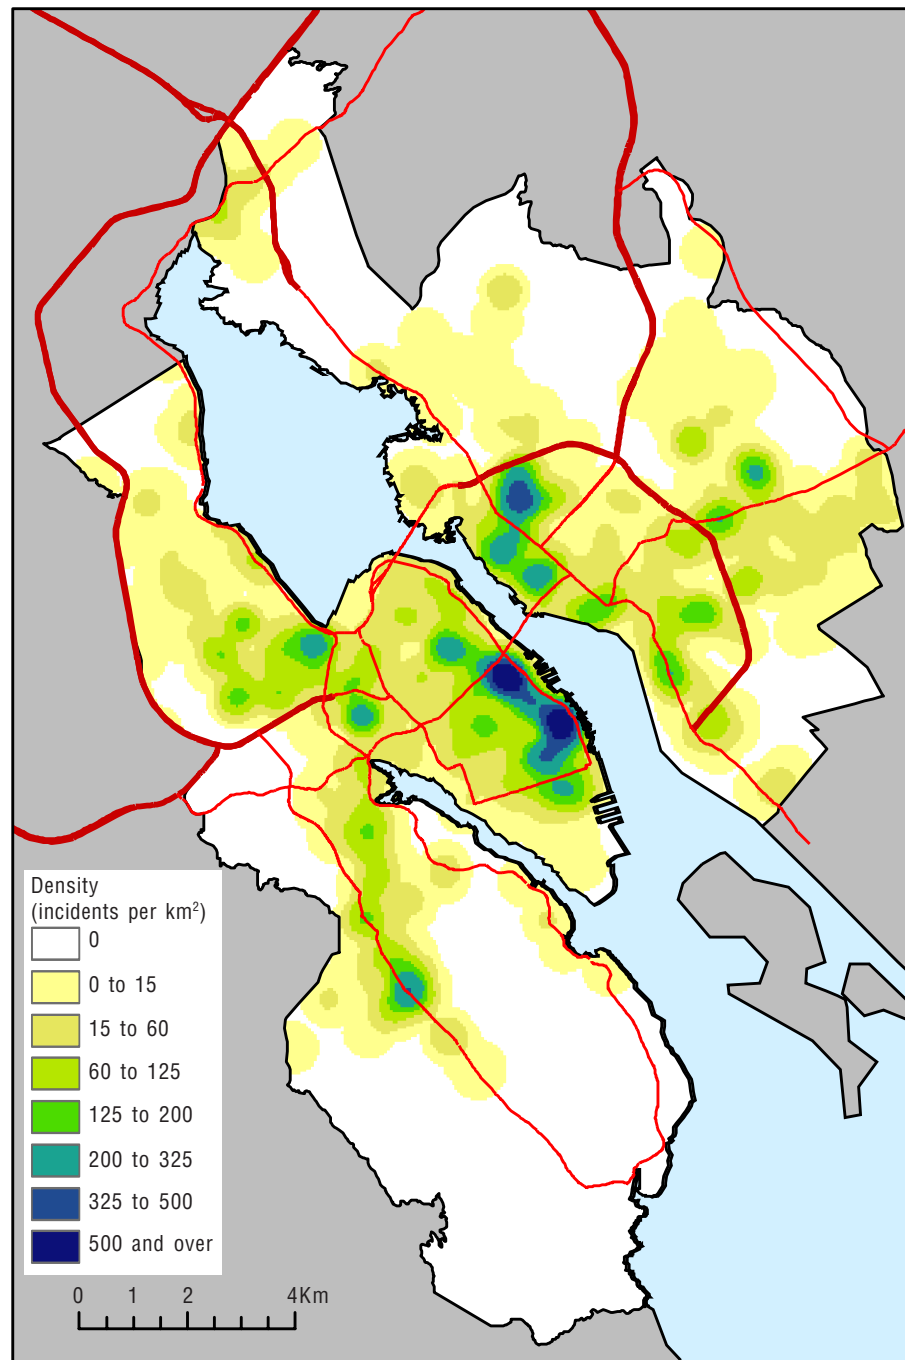 Density
(incidents per km²)
0
0 to 15
15 to 60
60 to 125
125 to 200
200 to 325
325 to 500
500 and over
0 1 2 4Km